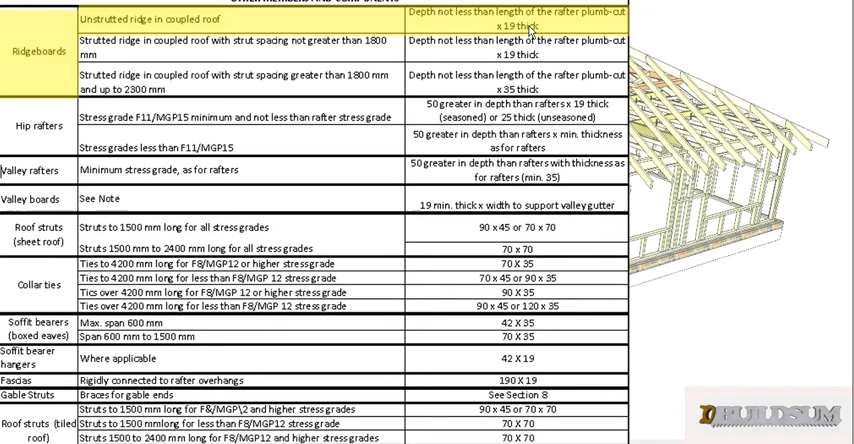 OTHER MEMBERS AND COMPONENTS
Ridgeboards
Unstrutted ridge in coupled roof
Depth not less than length of the rafter plumb-cut
x 19 thick
Strutted ridge in coupled roof with strut spacing not greater than 1800
mm
Depth not less than length of the rafter plumb-cut
x 19 thick
Strutted ridge in coupled roof with strut spacing greater than 1800 mm
and up to 2300 mm
Depth not less than length of the rafter plumb-cut
x 35 thick
Hip rafters
Stress grade F11/MGP15 minimum and not less than rafter stress grade
50 greater in depth than rafters x 19 thick
(seasoned) or 25 thick (unseasoned)
Stress grades less than F11/MGP15
50 greater in depth than rafters x min. thickness
as for rafters
Valley rafters
Minimum stress grade, as for rafters
50 greater in depth than rafters with thickness as
for rafters (min. 35)
Valley boards
See Note
19 min. thick x width to support valley gutter
Roof struts
(sheet roof)
Struts to 1500 mm long for all stress grades
90 x 45 or 70 x 70
Struts 1500 mm to 2400 mm long for all stress grades
70 x 70
Collar ties
Ties to 4200 mm long for F8/MGP12 or higher stress grade
70 X 35
Ties to 4200 mm long for less than F8/MGP 12 stress grade
70 x 45 or 90 x 35
Tics over 4200 mm long for F8/MGP 12 or higher stress grade
90 X 35
Ties over 4200 mm long for less than F8/MGP 12 stress grade
90 x 45 or 120 x 35
Soffit bearers
(boxed eaves)
Max. span 600 mm
42 X 35
Span 600 mm to 1500 mm
70 X 35
Soffit bearer
hangers
Where applicable
42 X 19
Fascias
Rigidly connected to rafter overhangs
190 X 19
Gable Struts
Braces for gable ends
See Section 8
Roof struts (tiled
roof)
Struts to 1500 mm long for F&/MGP\2 and higher stress grades
90 x 45 or 70 x 70
Struts to 1500 mmlong for less than F8/MGP12 stress grade
70 X 70
Struts 1500 to 2400 mm long for F8/MGP12 and higher stress grades
70 X 70
BUILDSUM